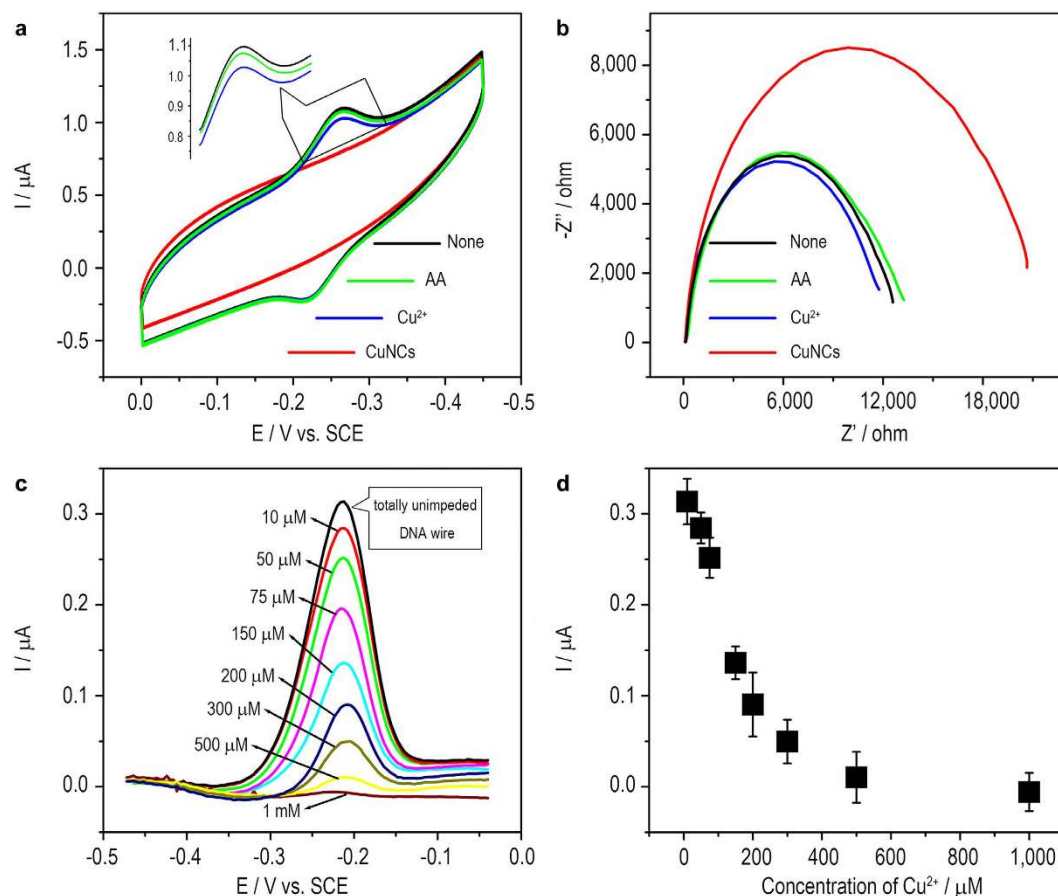 a
1.1
1.0
0.9
0.8
1.5
1.0
0.5
0.0
-0.5
I / μA
None
AA
Cu²⁺
CuNCs
0.0 -0.1 -0.2 -0.3 -0.4 -0.5
E / V vs. SCE
b
8,000
6,000
4,000
2,000
0
-Z'' / ohm
None
AA
Cu²⁺
CuNCs
0 6,000 12,000 18,000
Z' / ohm
c
0.3
0.2
0.1
0.0
I / μA
totally unimpeded
DNA wire
10 μM
50 μM
75 μM
150 μM
200 μM
300 μM
500 μM
1 mM
-0.5 -0.4 -0.3 -0.2 -0.1 0.0
E / V vs. SCE
d
0.3
0.2
0.1
0.0
I / μA
0 200 400 600 800 1,000
Concentration of Cu²⁺ / μM